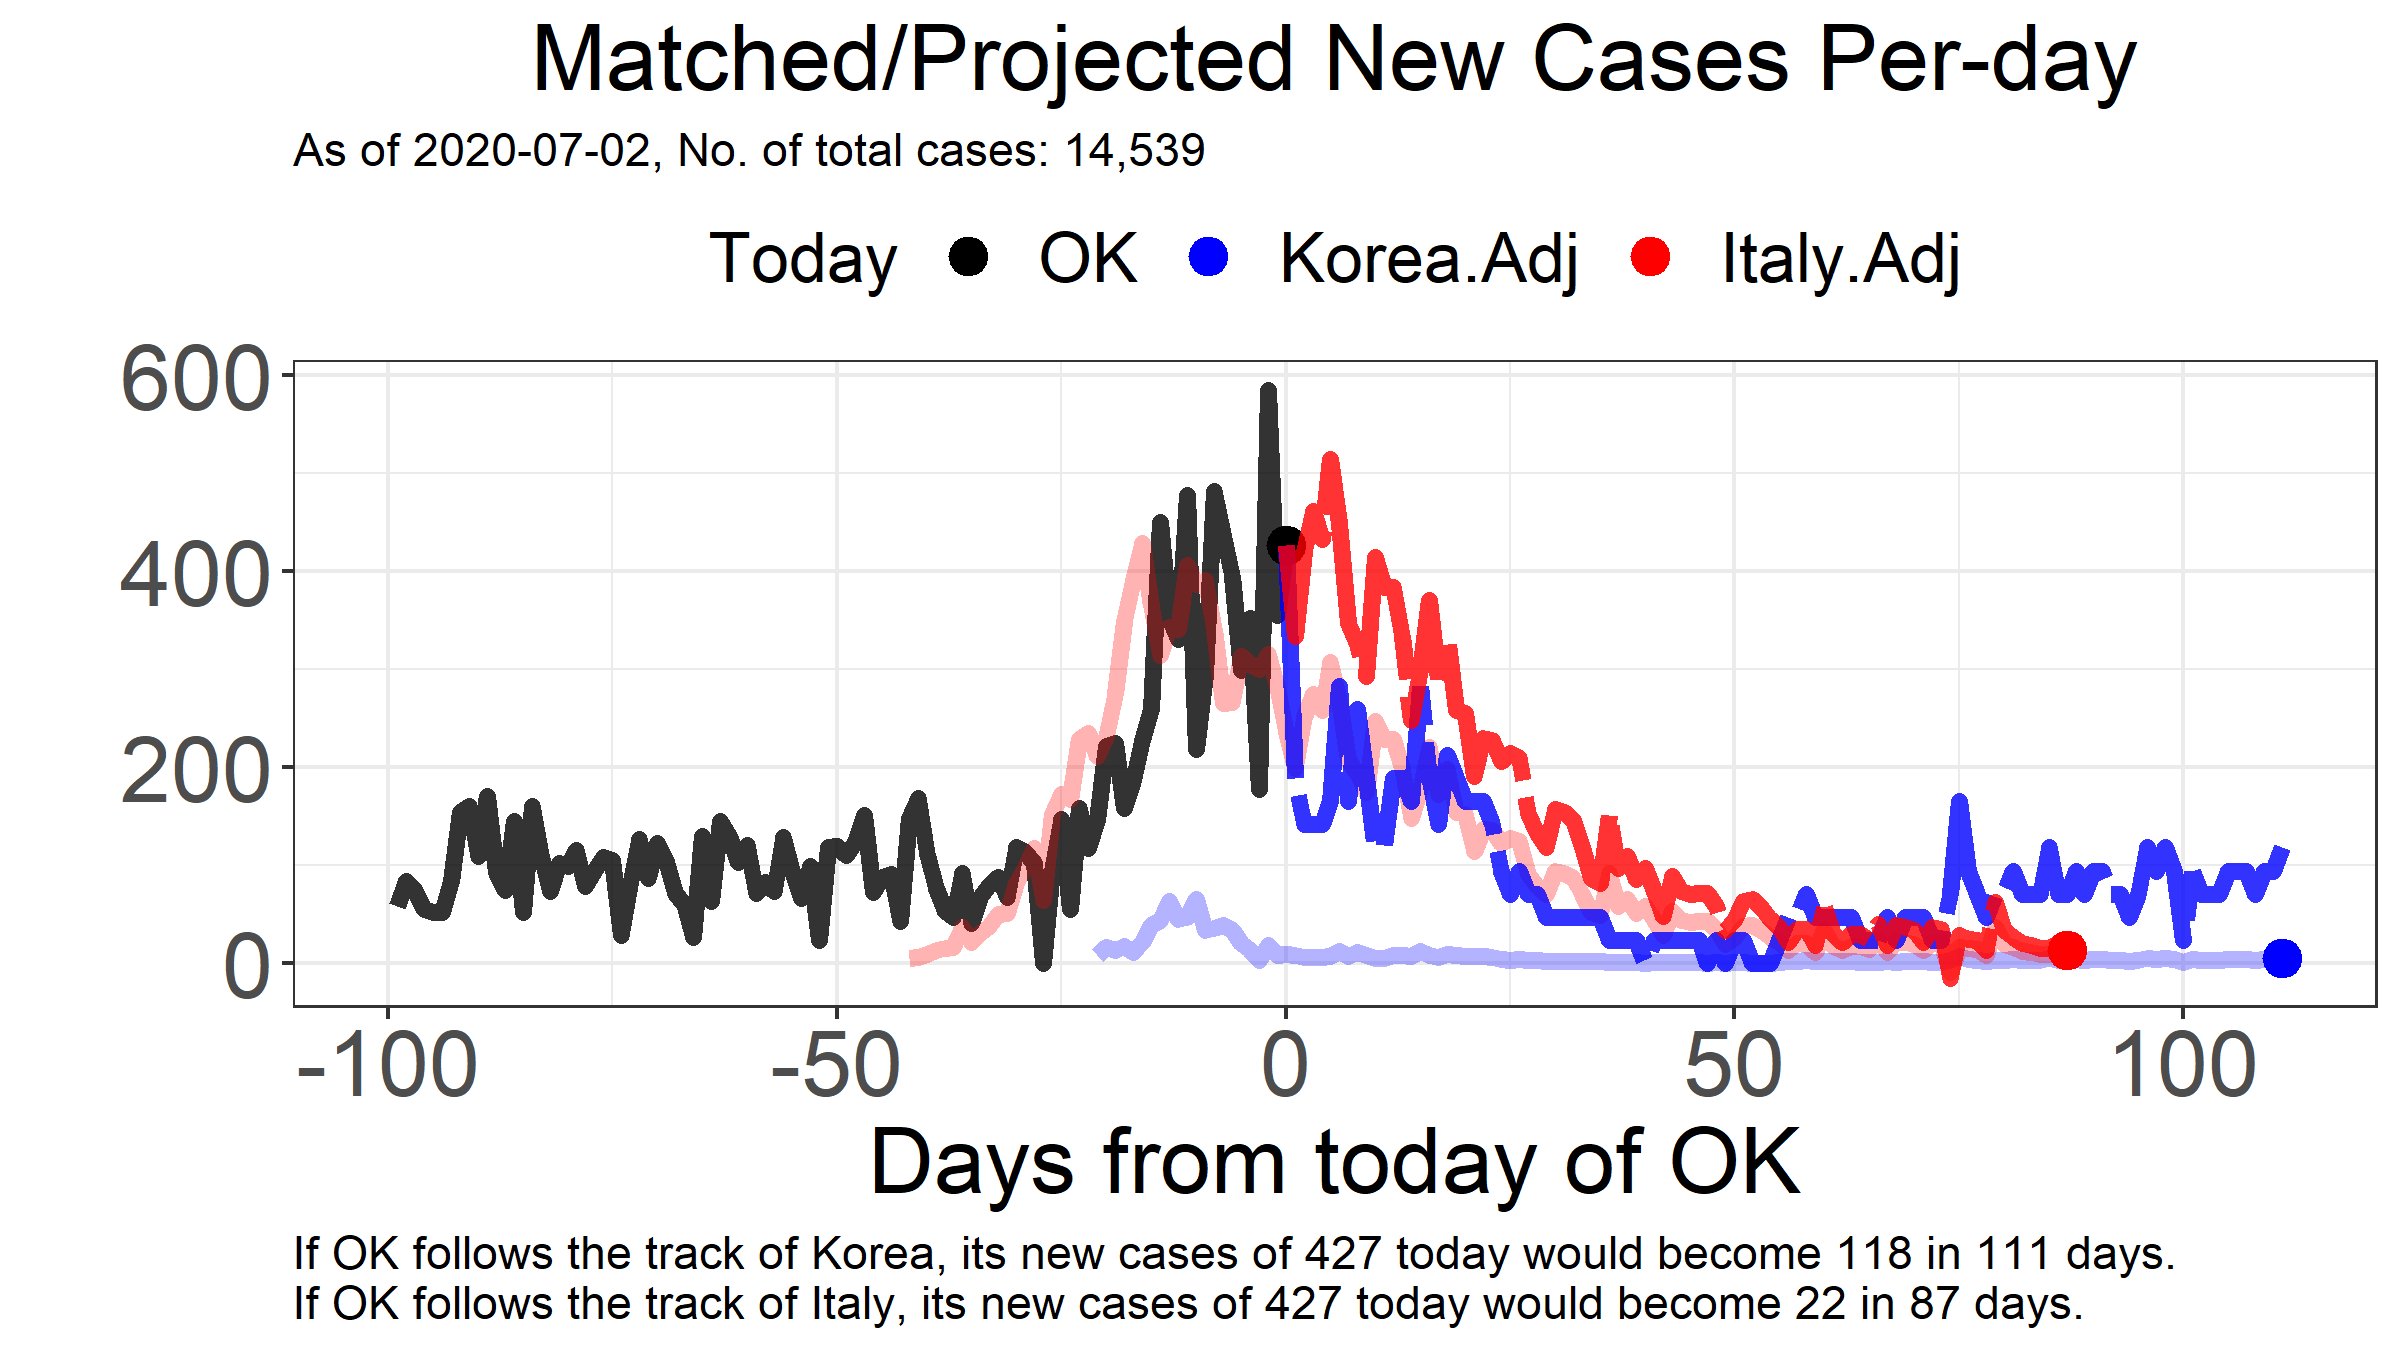 Matched/Projected New Cases Per-day
As of 2020-07-02, No. of total cases: 14,539
Today OK Korea.Adj Italy.Adj
600
400
200
0
-100 -50 0 50 100
Days from today of OK
If OK follows the track of Korea, its new cases of 427 today would become 118 in 111 days.
If OK follows the track of Italy, its new cases of 427 today would become 22 in 87 days.